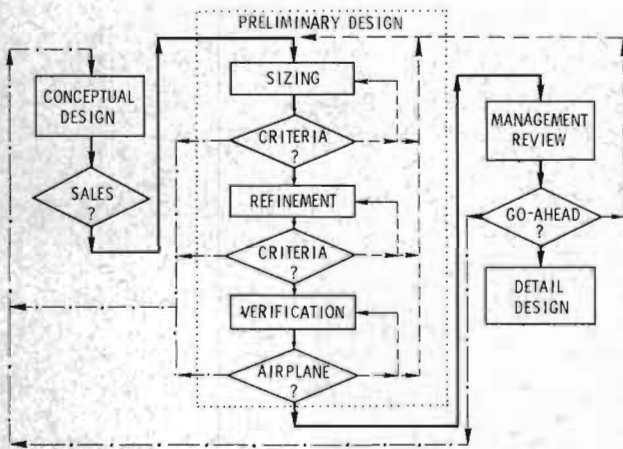 PRELIMINARY DESIGN
CONCEPTUAL
DESIGN
SALES
?
SIZING
CRITERIA
?
REFINEMENT
CRITERIA
?
VERIFICATION
AIRPLANE
?
MANAGEMENT
REVIEW
GO-AHEAD
?
DETAIL
DESIGN